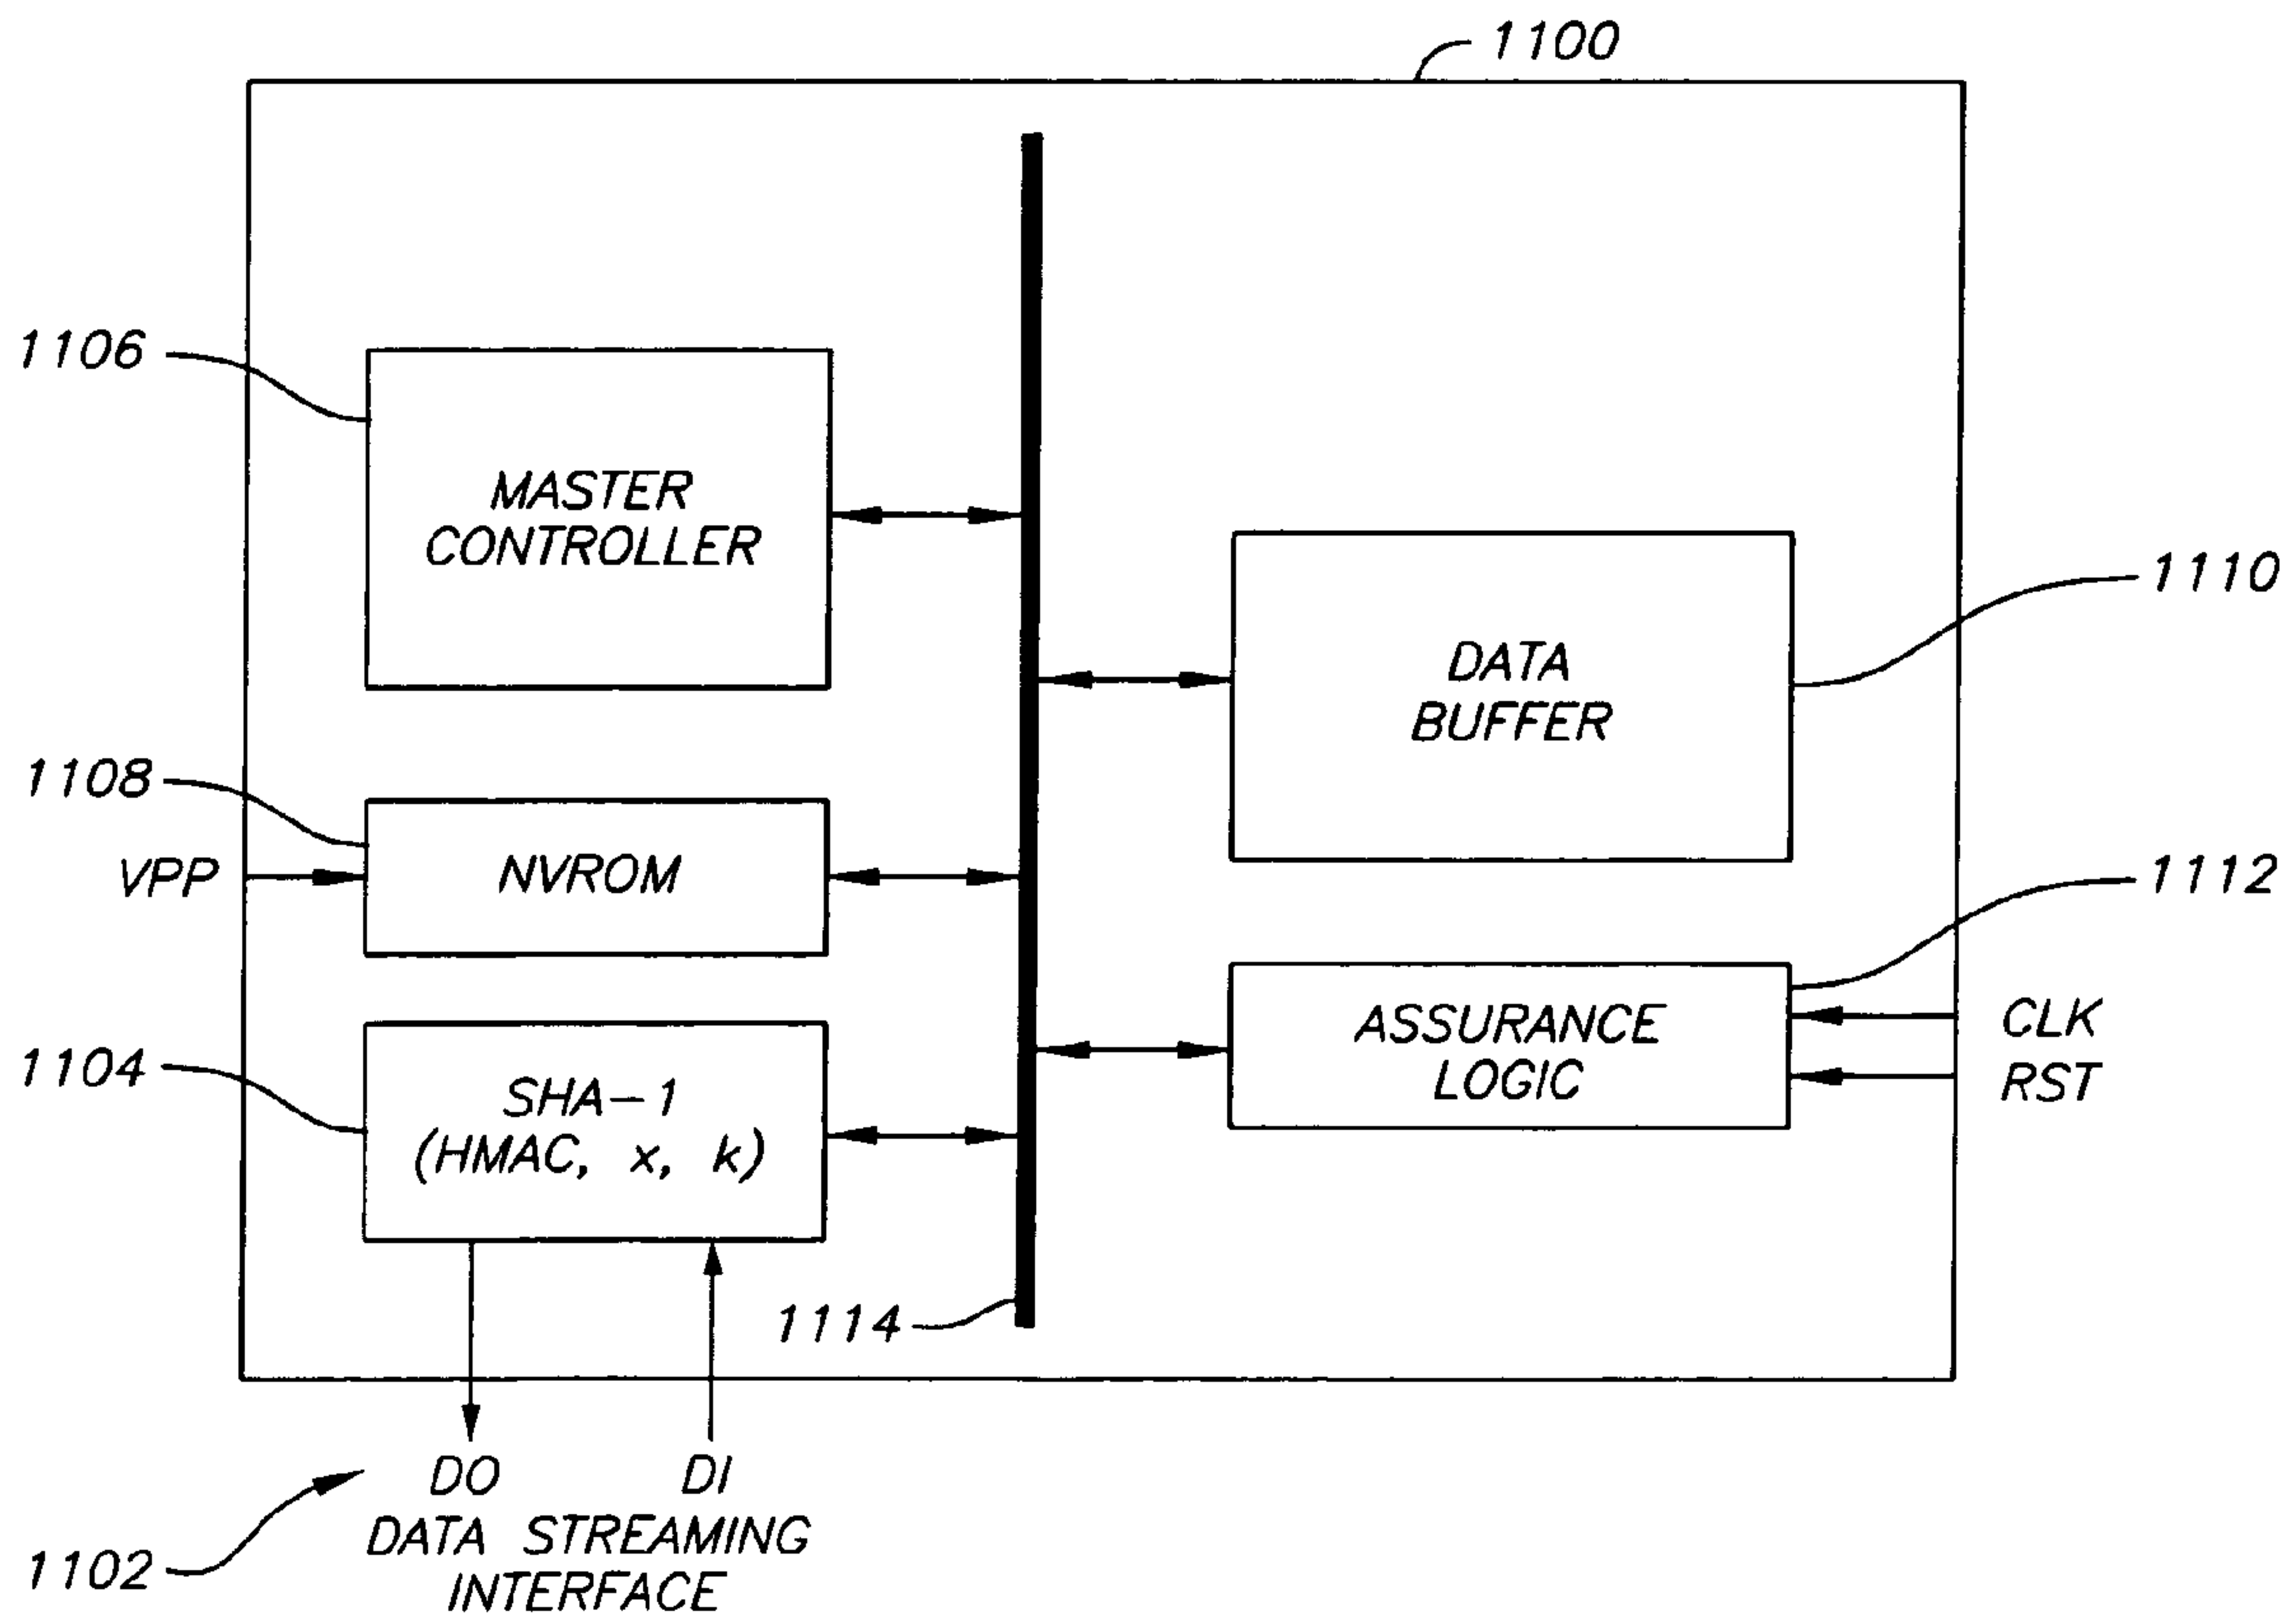 1100
1106
MASTER
CONTROLLER
1110
DATA
BUFFER
1108
VPP
NVROM
1112
ASSURANCE
LOGIC
CLK
RST
1104
SHA-1
(HMAC, x, k)
1114
DO
DI
DATA STREAMING
INTERFACE
1102